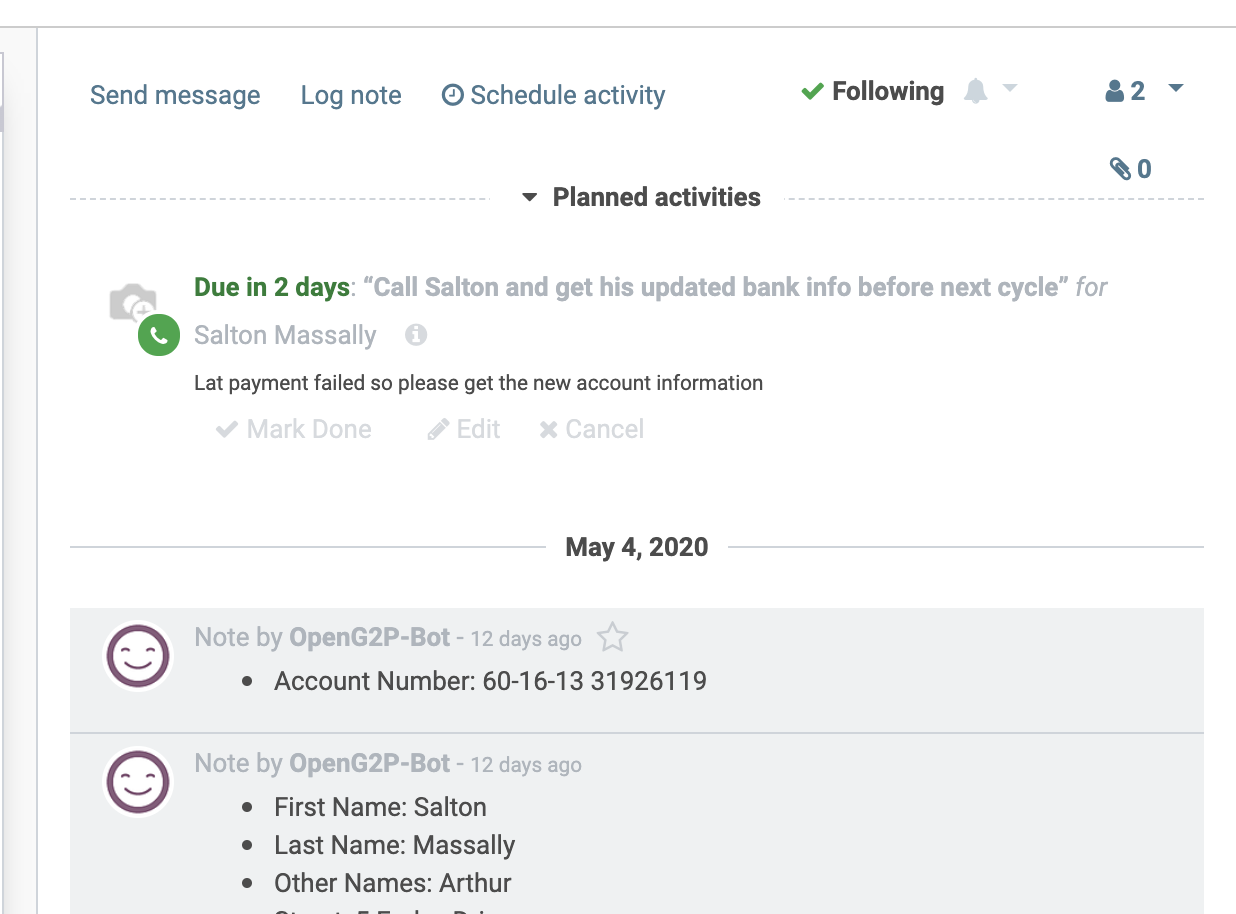 Send message Log note Schedule activity Following 2
0
Planned activities
Due in 2 days: “Call Salton and get his updated bank info before next cycle” for
Salton Massally
Lat payment failed so please get the new account information
Mark Done Edit Cancel
May 4, 2020
Note by OpenG2P-Bot - 12 days ago
• Account Number: 60-16-13 31926119
Note by OpenG2P-Bot - 12 days ago
• First Name: Salton
• Last Name: Massally
• Other Names: Arthur